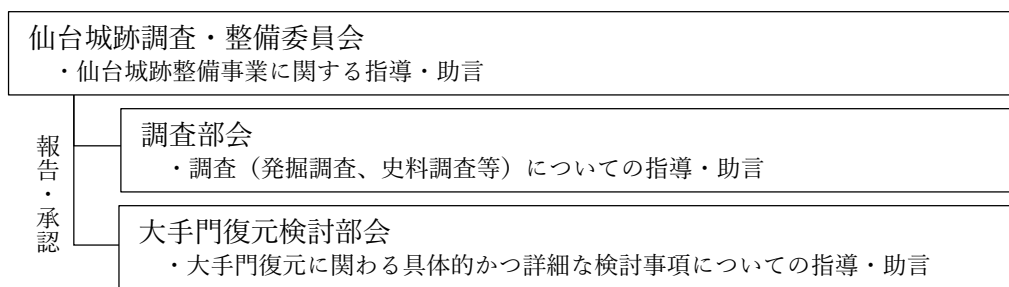 仙台城跡調査・整備委員会
・仙台城跡整備事業に関する指導・助言
報告・承認
調査部会
・調査（発掘調査、史料調査等）についての指導・助言
大手門復元検討部会
・大手門復元に関わる具体的かつ詳細な検討事項についての指導・助言